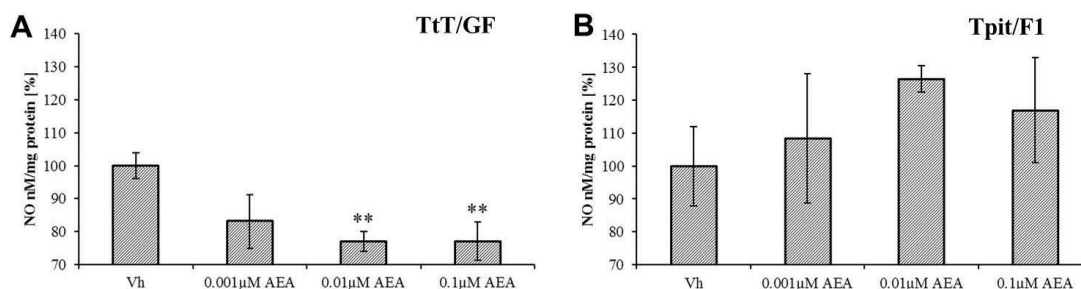 A
TtT/GF
NO nM/mg protein [%]
140
130
120
110
100
90
80
70
**
**
Vh
0.001µM AEA
0.01µM AEA
0.1µM AEA
B
Tpit/F1
NO nM/mg protein [%]
140
130
120
110
100
90
80
70
Vh
0.001µM AEA
0.01µM AEA
0.1µM AEA